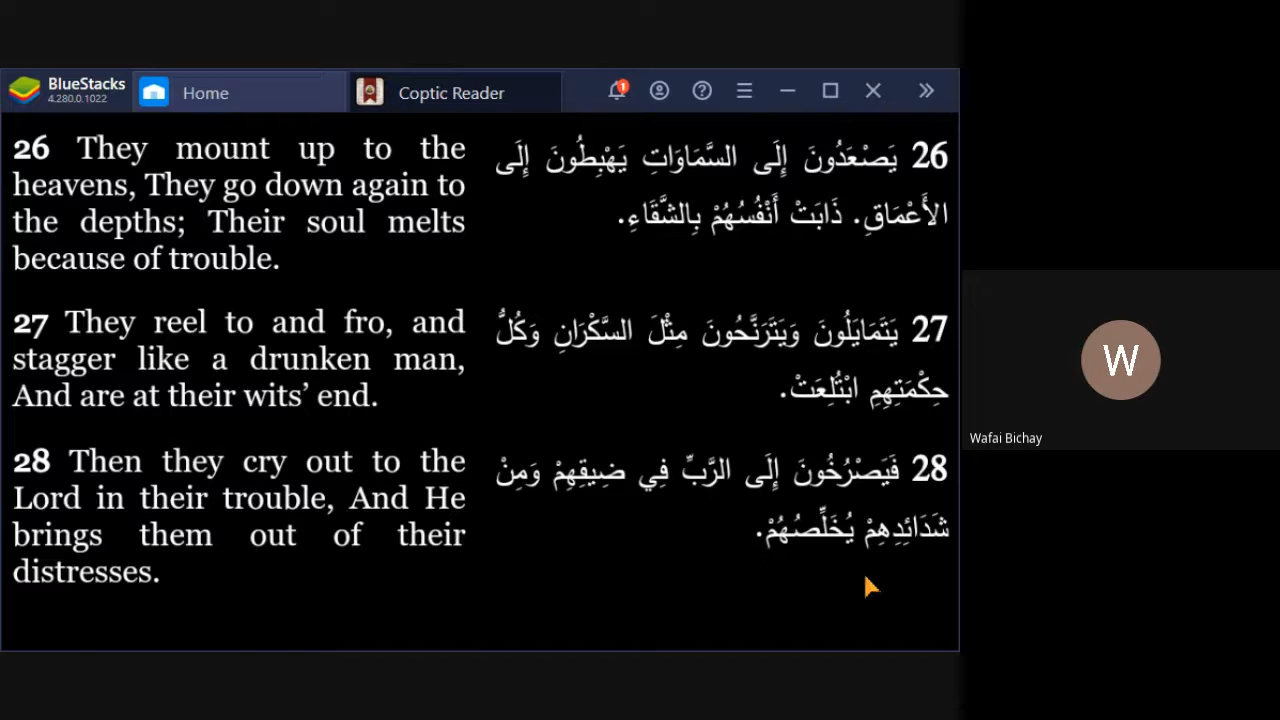 BlueStacks
4.280.0.1022
Home
Coptic Reader
1
26 They mount up to the
heavens, They go down again to
the depths; Their soul melts
because of trouble.
26 يَصْعَدُونَ إِلَى السَّمَاوَاتِ يَهْبِطُونَ إِلَى
الأَعْمَاقِ. ذَابَتْ أَنْفُسُهُمْ بِالشَّقَاءِ.
27 They reel to and fro, and
stagger like a drunken man,
And are at their wits’ end.
27 يَتَمَايَلُونَ وَيَتَرَنَّحُونَ مِثْلَ السَّكْرَانِ وَكُلُّ
حِكْمَتِهِمِ ابْتُلِعَتْ.
28 Then they cry out to the
Lord in their trouble, And He
brings them out of their
distresses.
28 فَيَصْرُخُونَ إِلَى الرَّبِّ فِي ضِيقِهِمْ وَمِنْ
شَدَائِدِهِمْ يُخَلِّصُهُمْ.
W
Wafai Bichay